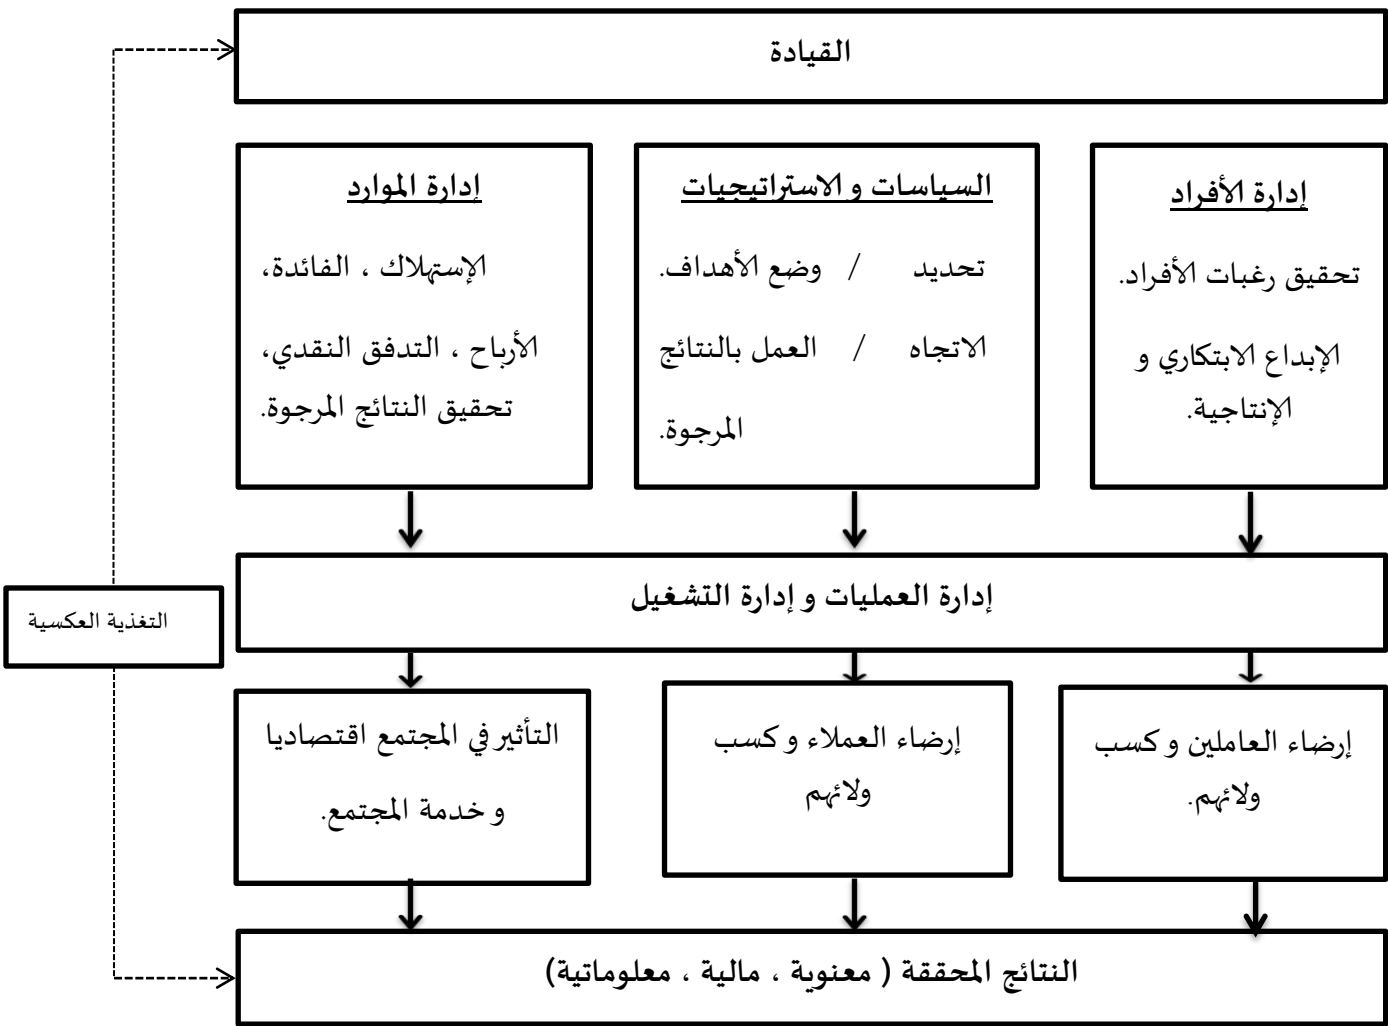 القيادة
إدارة الأفراد
تحقيق رغبات الأفراد.
الإبداع الابتكاري و
الإنتاجية.
السياسات و الاستراتيجيات
تحديد / وضع الأهداف.
الاتجاه / العمل بالنتائج
المرجوة.
إدارة الموارد
الإستهلاك ، الفائدة،
الأرباح ، التدفق النقدي،
تحقيق النتائج المرجوة.
إدارة العمليات و إدارة التشغيل
التغذية العكسية
إرضاء العاملين و كسب
ولائهم.
إرضاء العملاء و كسب
ولائهم
التأثير في المجتمع اقتصاديا
و خدمة المجتمع.
النتائج المحققة ( معنوية ، مالية ، معلوماتية)